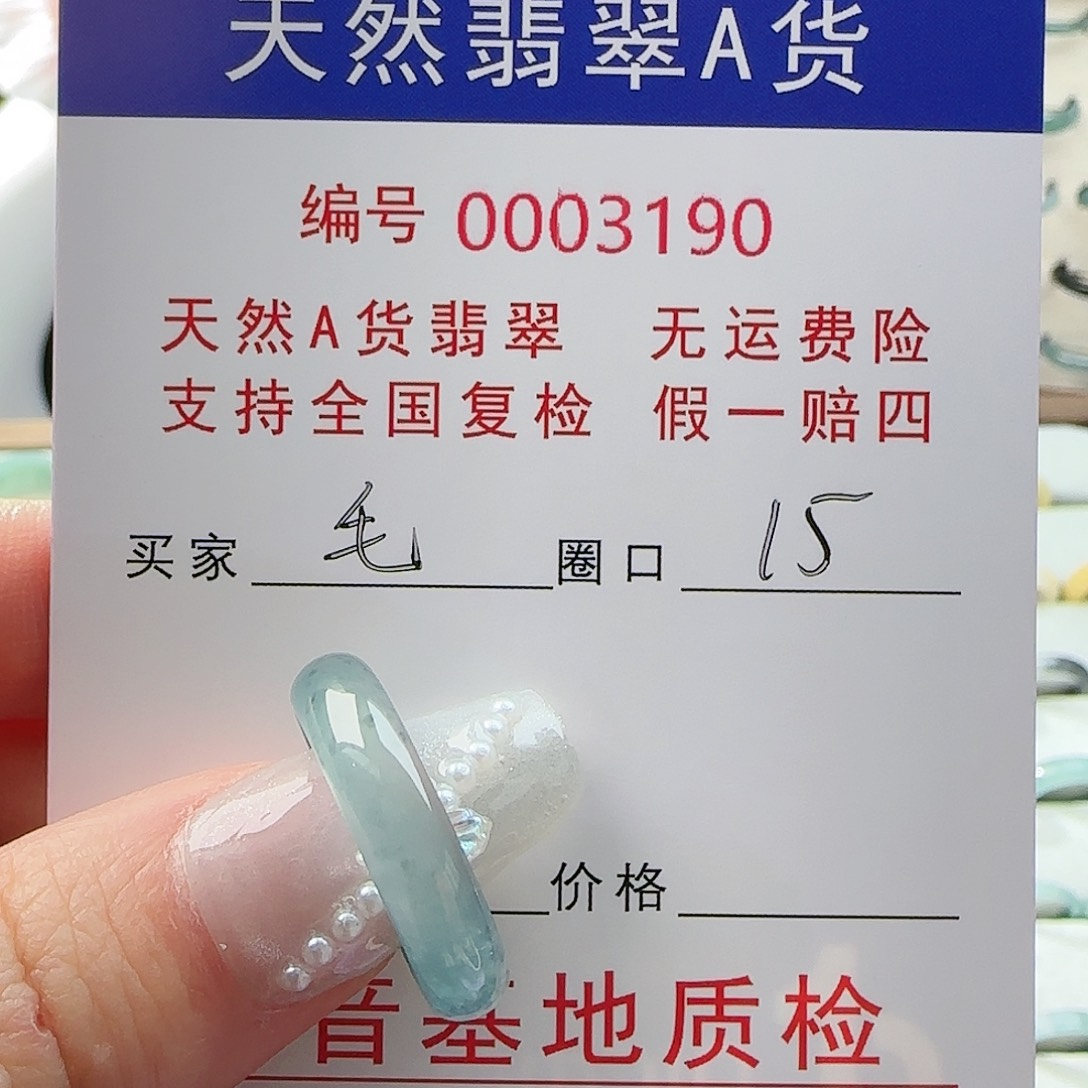 天然翡翠A货
编号 0003190
天然A货翡翠 无运费险
支持全国复检 假一赔四
买家 毛 圈口 15
价格
音基地质检